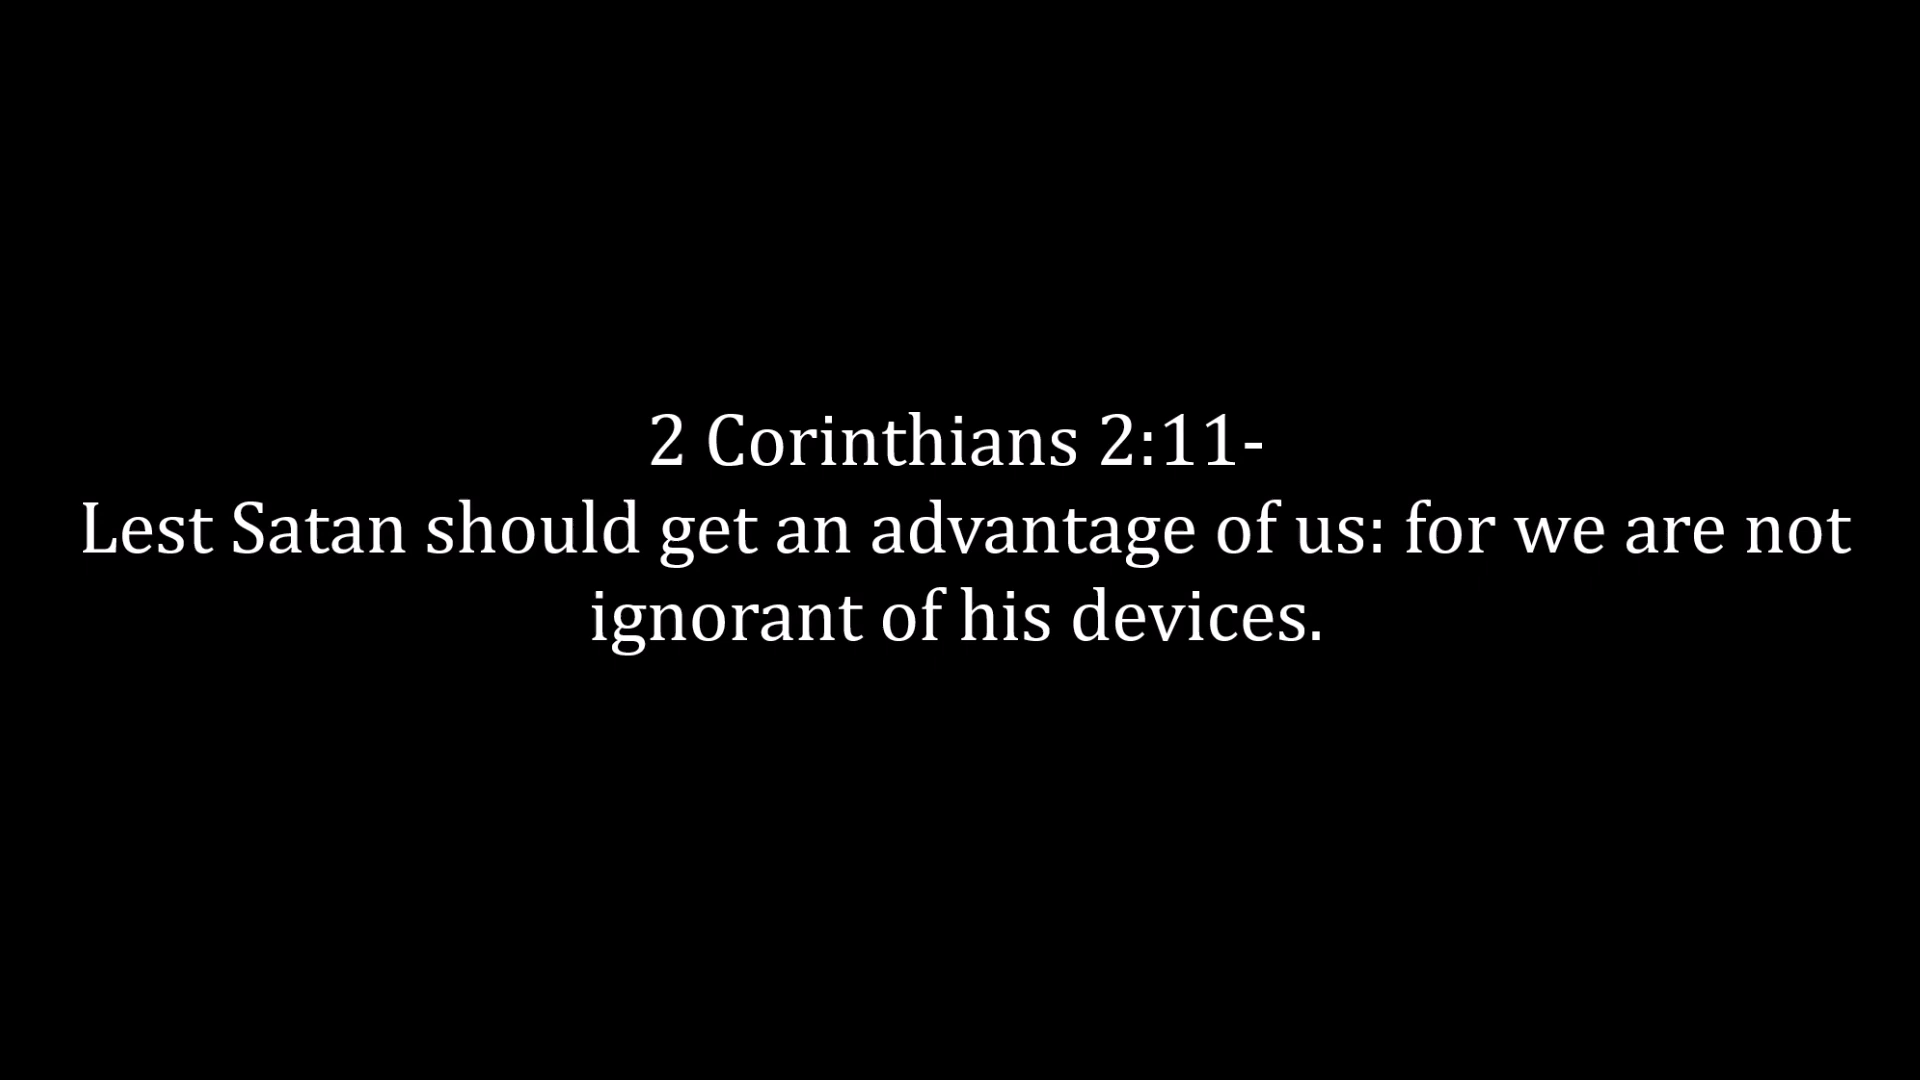 2 Corinthians 2:11-
Lest Satan should get an advantage of us: for we are not
ignorant of his devices.